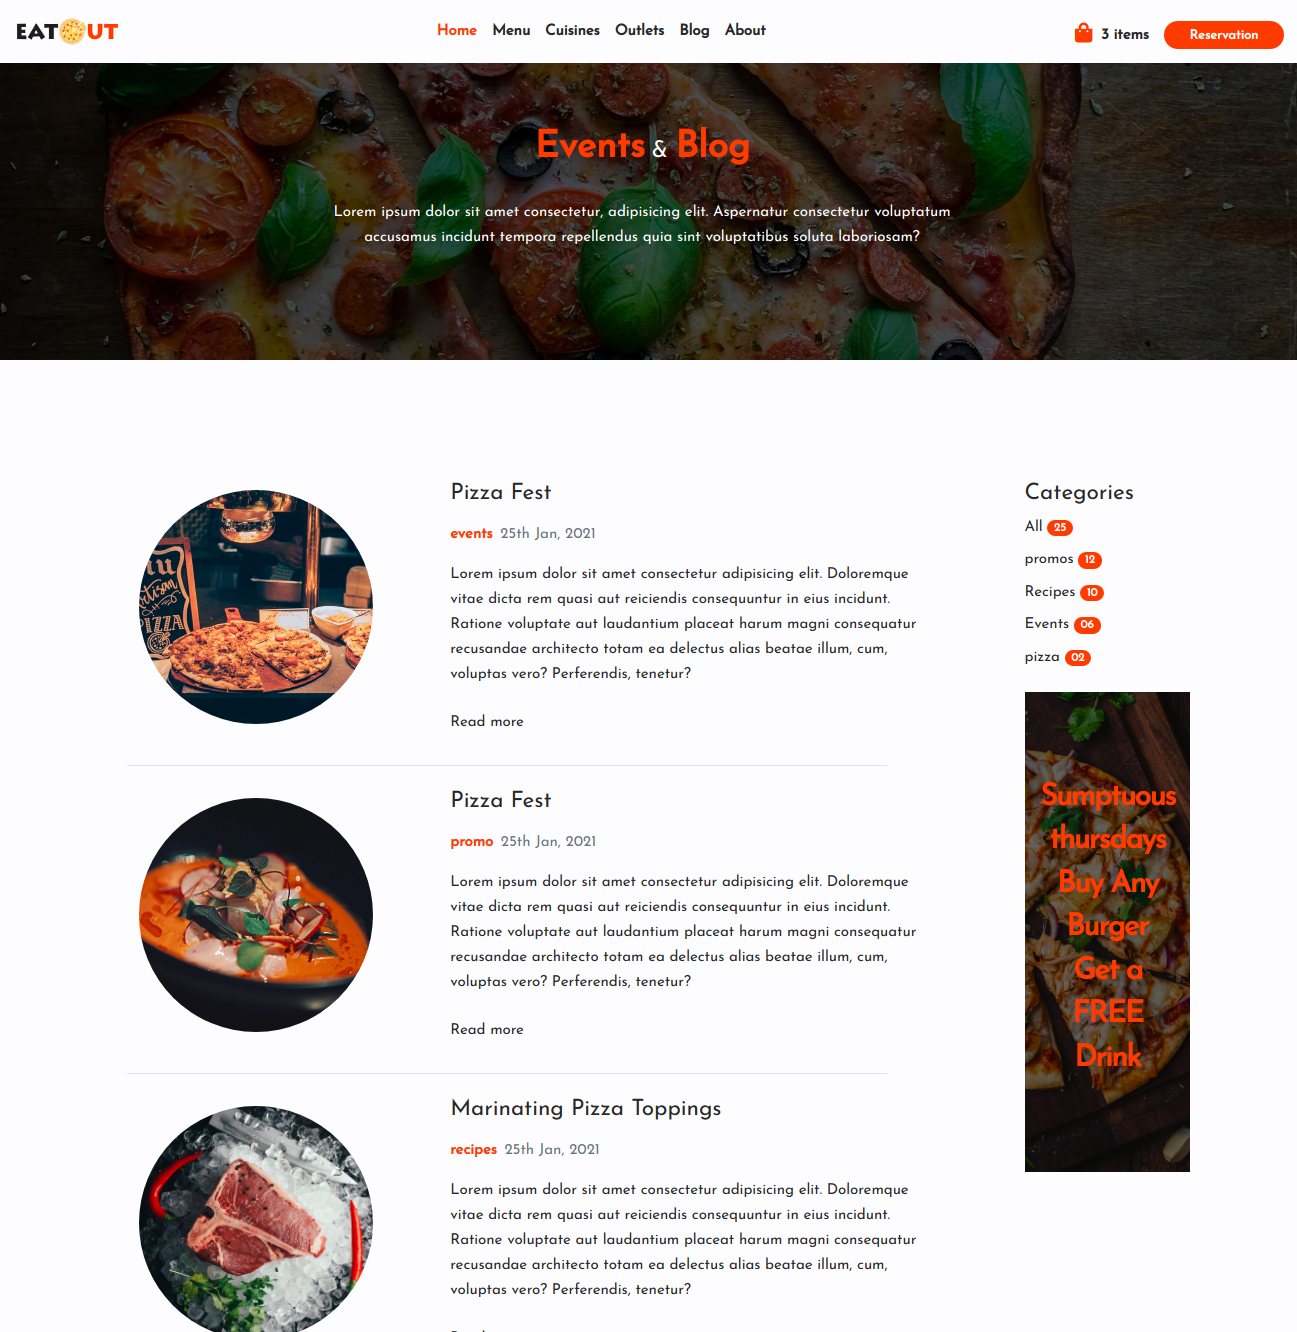 EAT UT
Home Menu Cuisines Outlets Blog About
3 items
Reservation
Events & Blog
Lorem ipsum dolor sit amet consectetur, adipisicing elit. Aspernatur consectetur voluptatum
accusamus incidunt tempora repellendus quia sint voluptatibus soluta laboriosam?
Pizza Fest
events 25th Jan, 2021
Lorem ipsum dolor sit amet consectetur adipisicing elit. Doloremque
vitae dicta rem quasi aut reiciendis consequuntur in eius incidunt.
Ratione voluptate aut laudantium placeat harum magni consequatur
recusandae architecto totam ea delectus alias beatae illum, cum,
voluptas vero? Perferendis, tenetur?
Read more
Artisan
PIZZA
Pizza Fest
promo 25th Jan, 2021
Lorem ipsum dolor sit amet consectetur adipisicing elit. Doloremque
vitae dicta rem quasi aut reiciendis consequuntur in eius incidunt.
Ratione voluptate aut laudantium placeat harum magni consequatur
recusandae architecto totam ea delectus alias beatae illum, cum,
voluptas vero? Perferendis, tenetur?
Read more
Marinating Pizza Toppings
recipes 25th Jan, 2021
Lorem ipsum dolor sit amet consectetur adipisicing elit. Doloremque
vitae dicta rem quasi aut reiciendis consequuntur in eius incidunt.
Ratione voluptate aut laudantium placeat harum magni consequatur
recusandae architecto totam ea delectus alias beatae illum, cum,
voluptas vero? Perferendis, tenetur?
Categories
All 25
promos 12
Recipes 10
Events 06
pizza 02
Sumptuous
thursdays
Buy Any
Burger
Get a
FREE
Drink